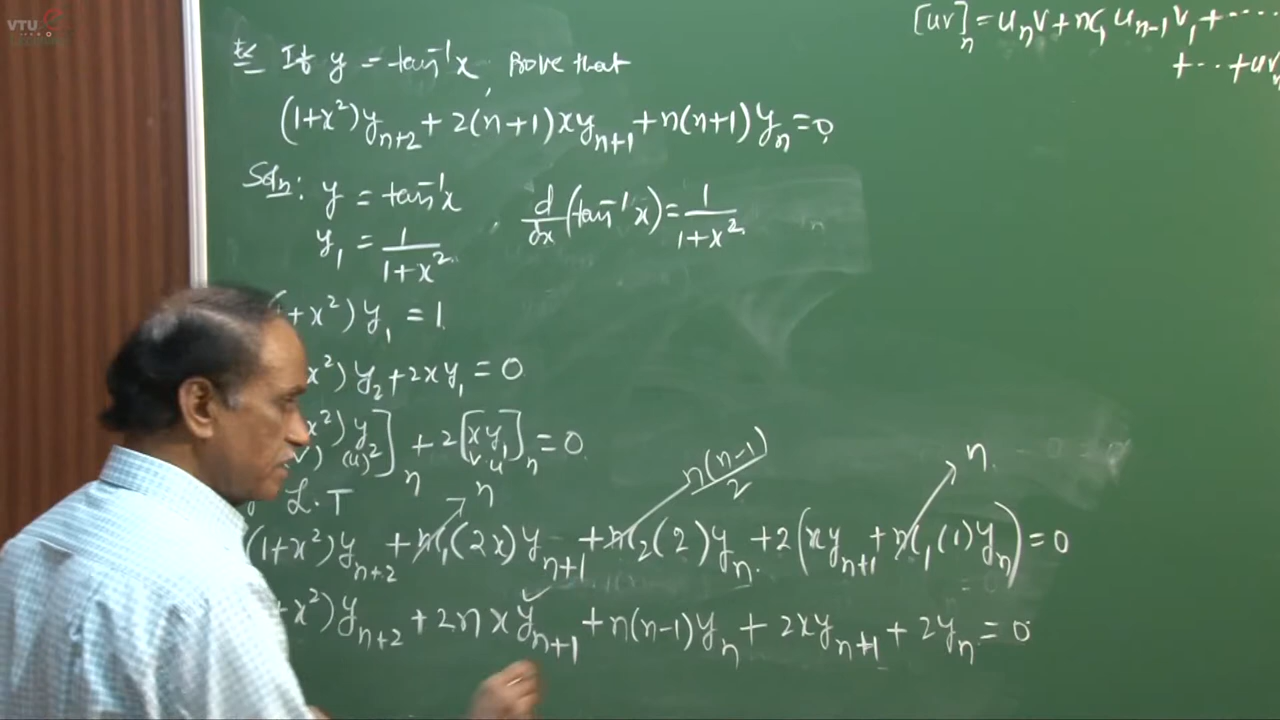 VTU
[uv]ₙ = uₙv + nc₁ uₙ₋₁v₁ + ....
+ ... + uvₙ
Ex If y = tan⁻¹x, Prove that
(1+x²)yₙ₊₂ + 2(n+1)xyₙ₊₁ + n(n+1)yₙ = 0
Soln: y = tan⁻¹x, d/dx (tan⁻¹x) = 1/(1+x²)
y₁ = 1/(1+x²)
(+x²)y₁ = 1
x²)y₂ + 2xy₁ = 0
x²)y₂]ₙ + 2[xy₁]ₙ = 0
v) (u) v u
L.T n n(n-1)/2 n
(1+x²)yₙ₊₂ + nc₁(2x)yₙ₊₁ + nc₂(2)yₙ + 2(xyₙ₊₁ + nc₁(1)yₙ) = 0
+x²)yₙ₊₂ + 2nxyₙ₊₁ + n(n-1)yₙ + 2xyₙ₊₁ + 2yₙ = 0